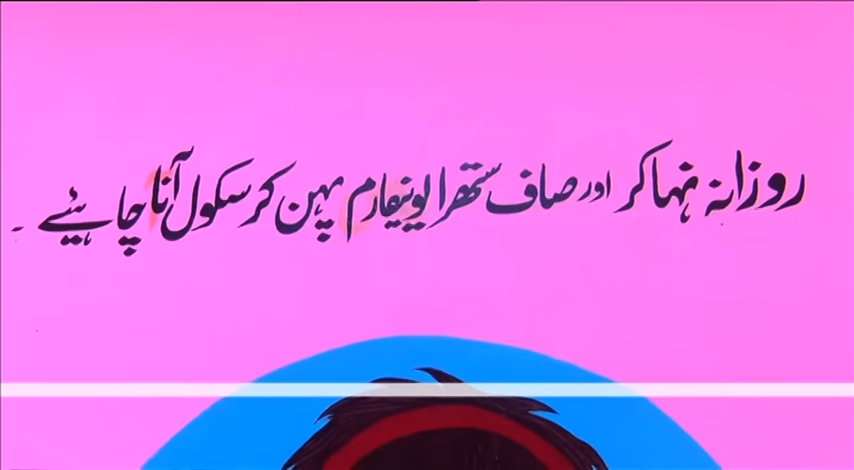 روزانہ نہا کر اور صاف ستھرا یونیفارم پہن کر سکول آنا چاہیئے ۔